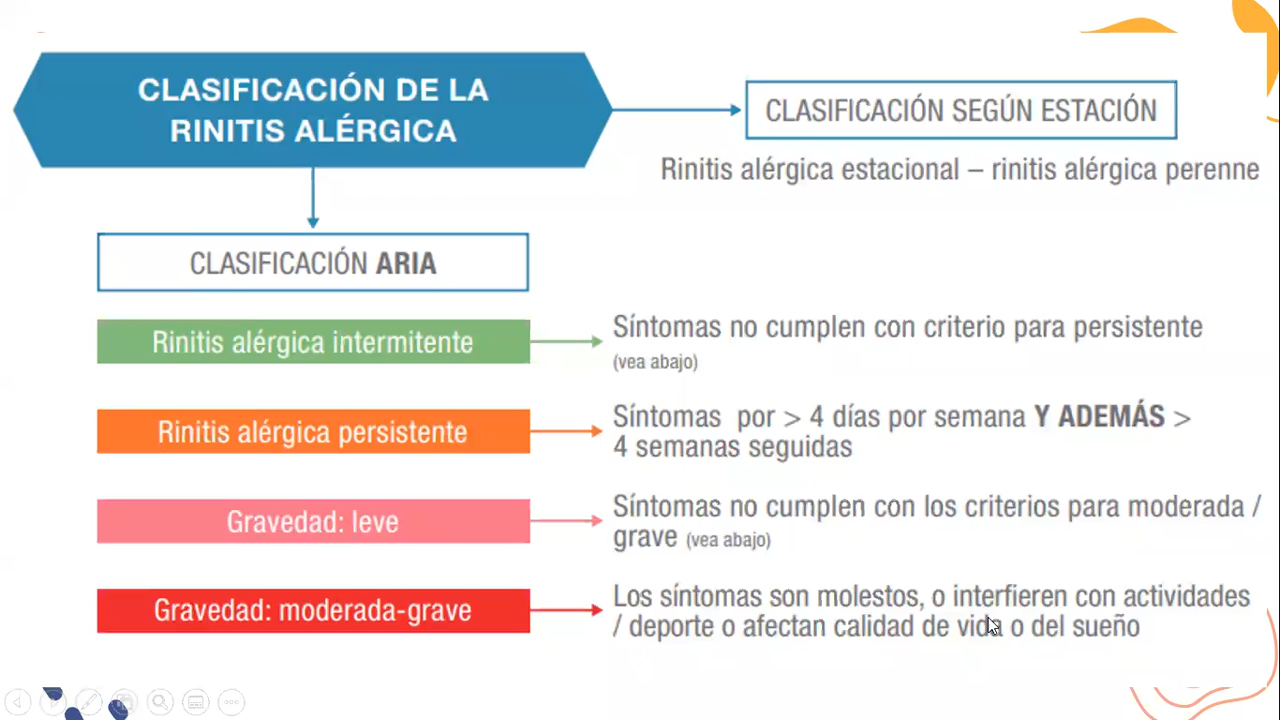 CLASIFICACIÓN DE LA
RINITIS ALÉRGICA
CLASIFICACIÓN SEGÚN ESTACIÓN
Rinitis alérgica estacional – rinitis alérgica perenne
CLASIFICACIÓN ARIA
Rinitis alérgica intermitente
Síntomas no cumplen con criterio para persistente
(vea abajo)
Rinitis alérgica persistente
Síntomas por > 4 días por semana Y ADEMÁS >
4 semanas seguidas
Gravedad: leve
Síntomas no cumplen con los criterios para moderada /
grave (vea abajo)
Gravedad: moderada-grave
Los síntomas son molestos, o interfieren con actividades
/ deporte o afectan calidad de vida o del sueño